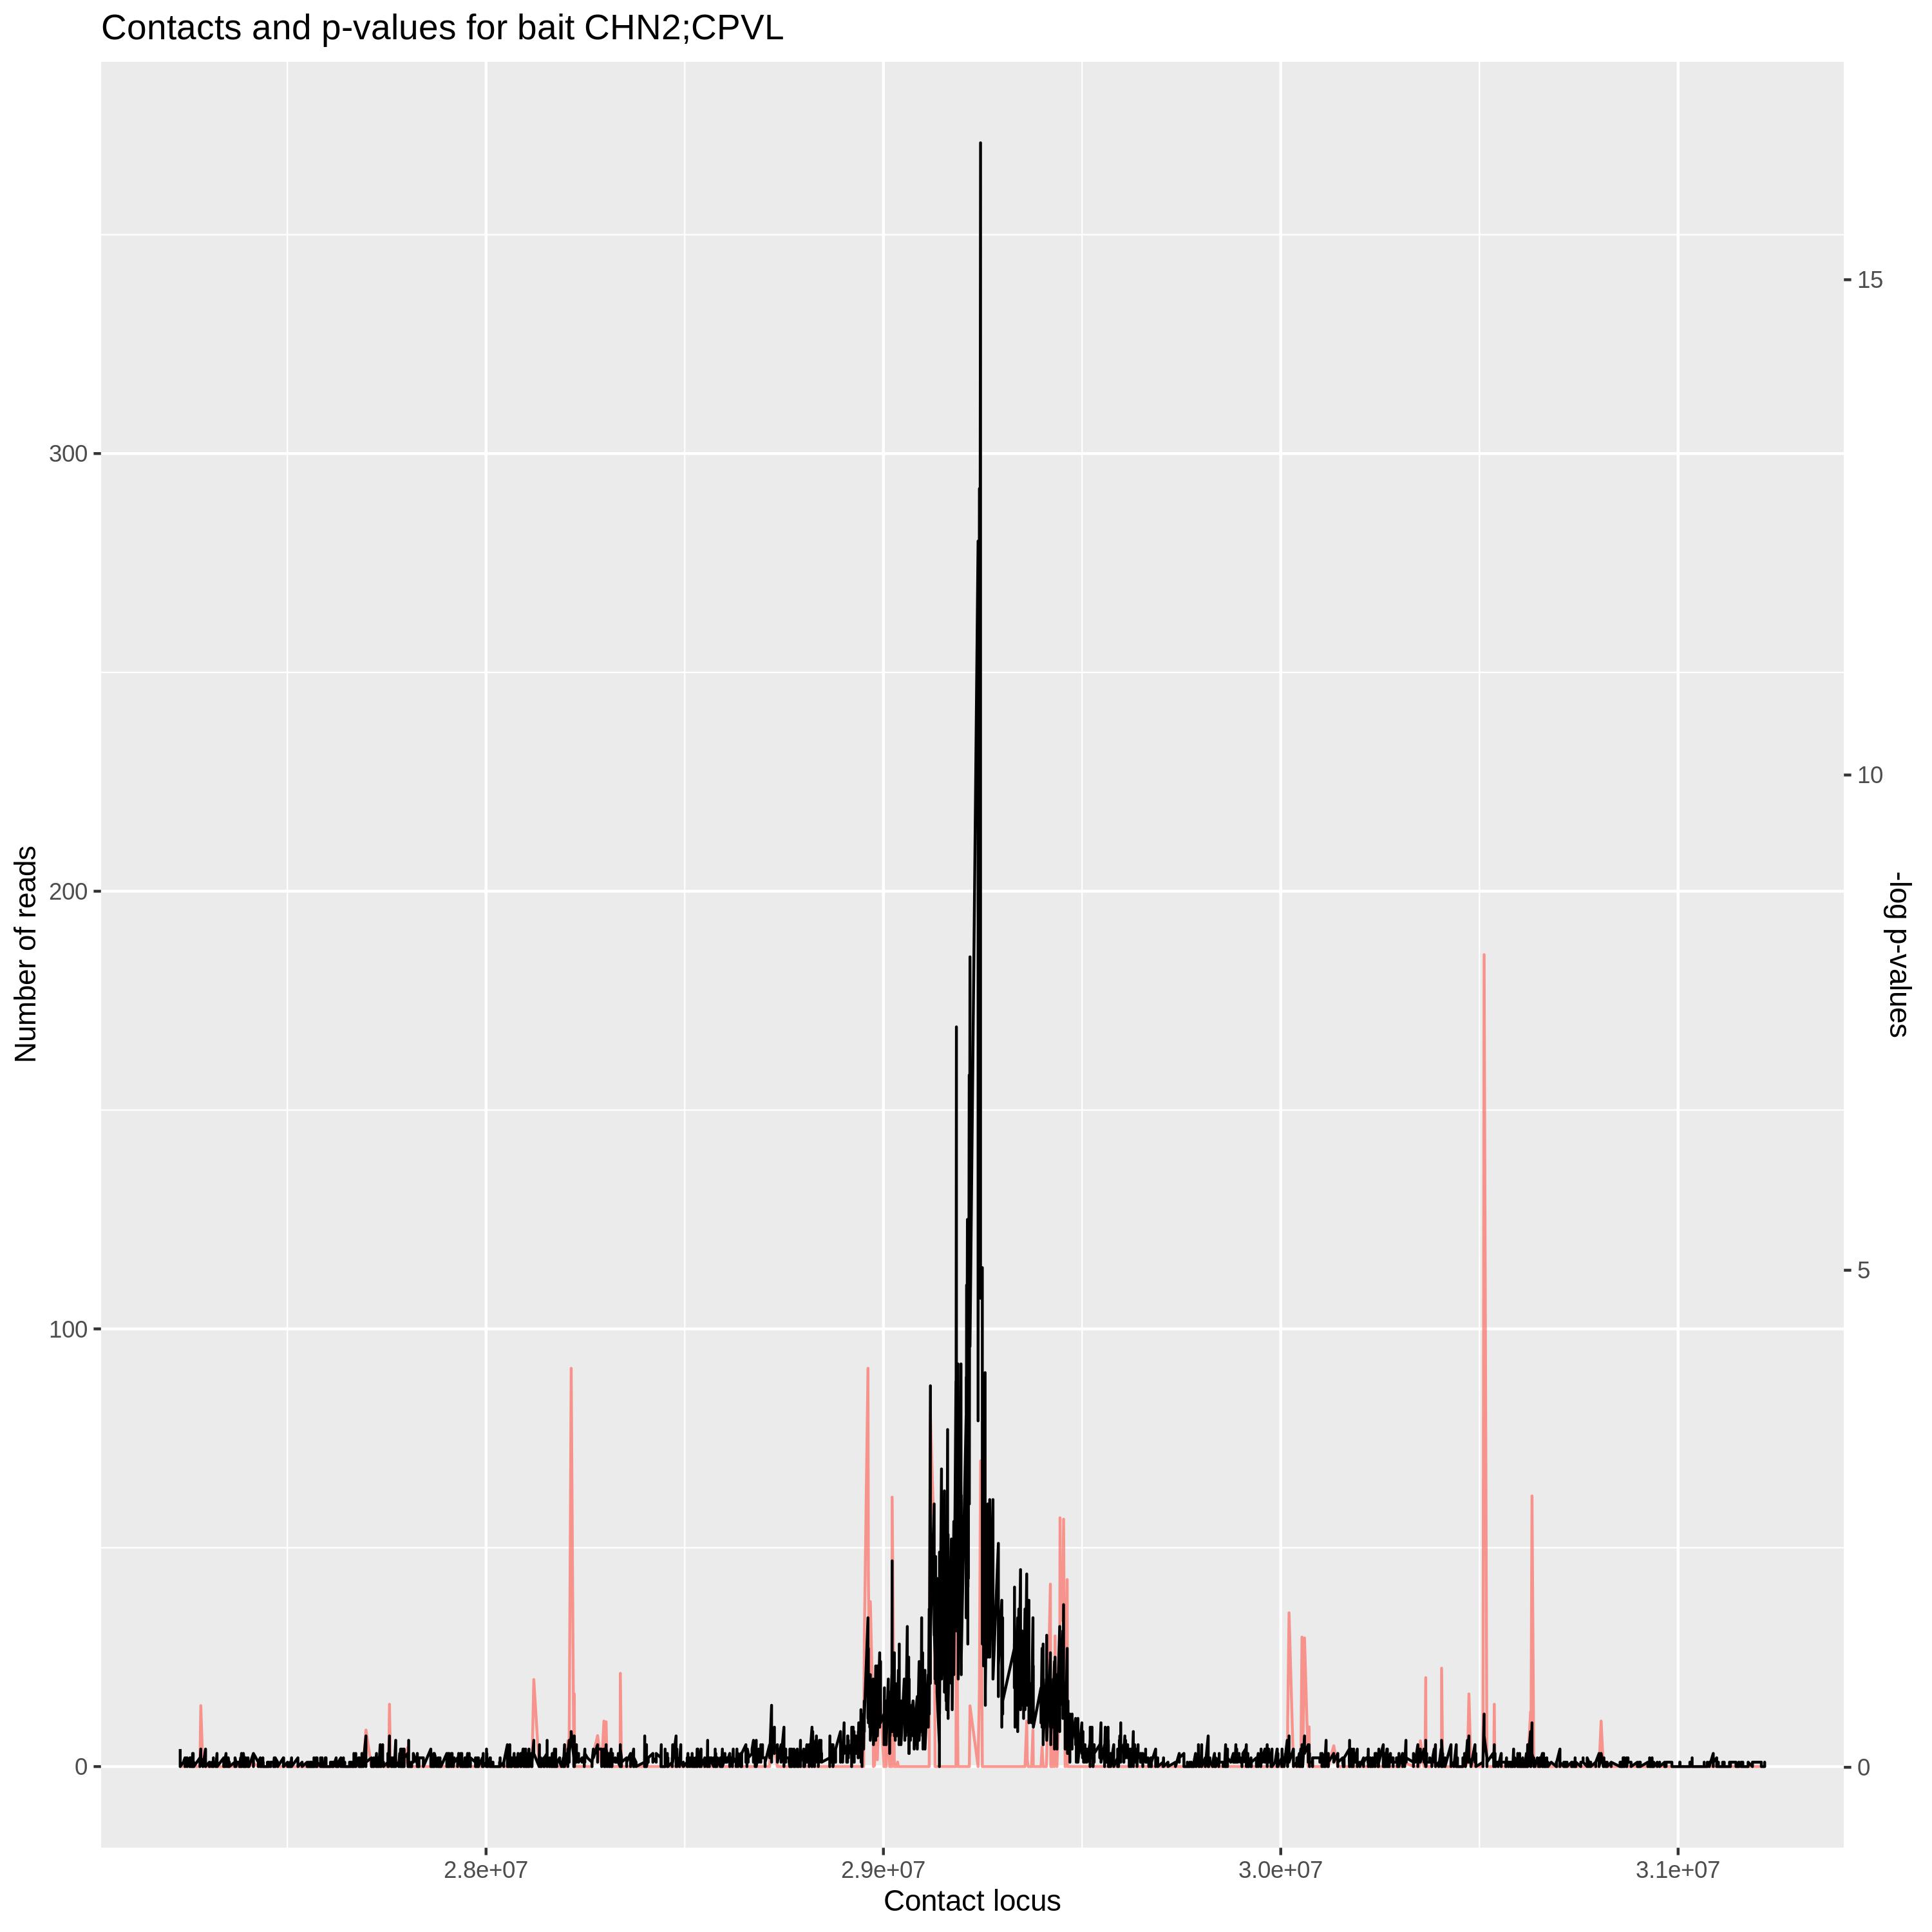 Contacts and p-values for bait CHN2;CPVL
300
200
100
0
Number of reads
15
10
5
0
-log p-values
2.8e+07
2.9e+07
3.0e+07
3.1e+07
Contact locus